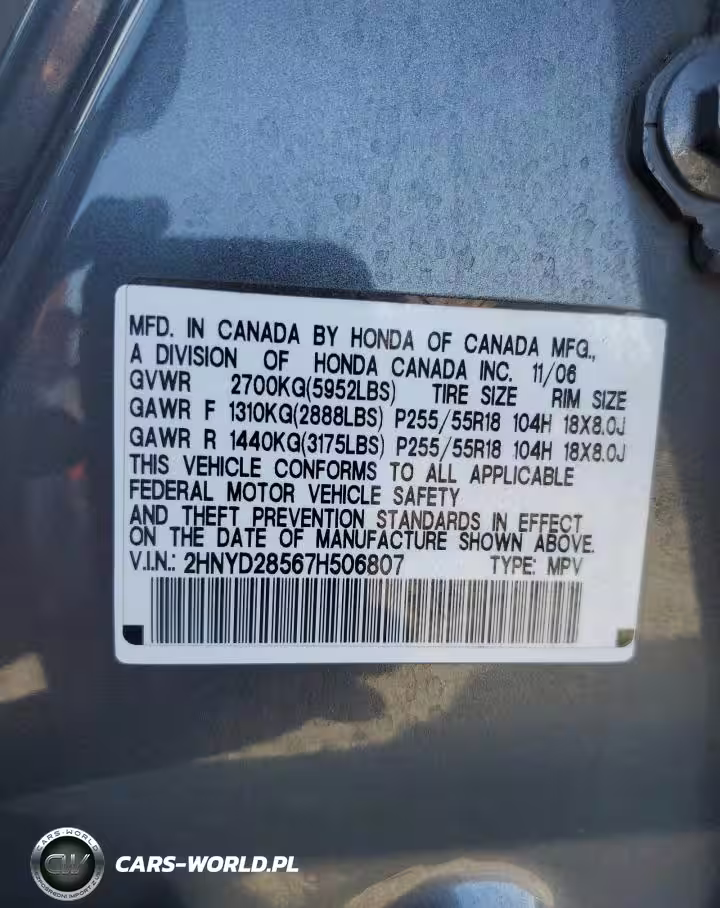 MFD. IN CANADA BY HONDA OF CANADA MFG.,
A DIVISION OF HONDA CANADA INC. 11/06
GVWR 2700KG(5952LBS) TIRE SIZE RIM SIZE
GAWR F 1310KG(2888LBS) P255/55R18 104H 18X8.0J
GAWR R 1440KG(3175LBS) P255/55R18 104H 18X8.0J
THIS VEHICLE CONFORMS TO ALL APPLICABLE
FEDERAL MOTOR VEHICLE SAFETY
AND THEFT PREVENTION STANDARDS IN EFFECT
ON THE DATE OF MANUFACTURE SHOWN ABOVE.
V.I.N.: 2HNYD28567H506807 TYPE: MPV
CARS-WORLD
CW
CARS-WORLD.PL